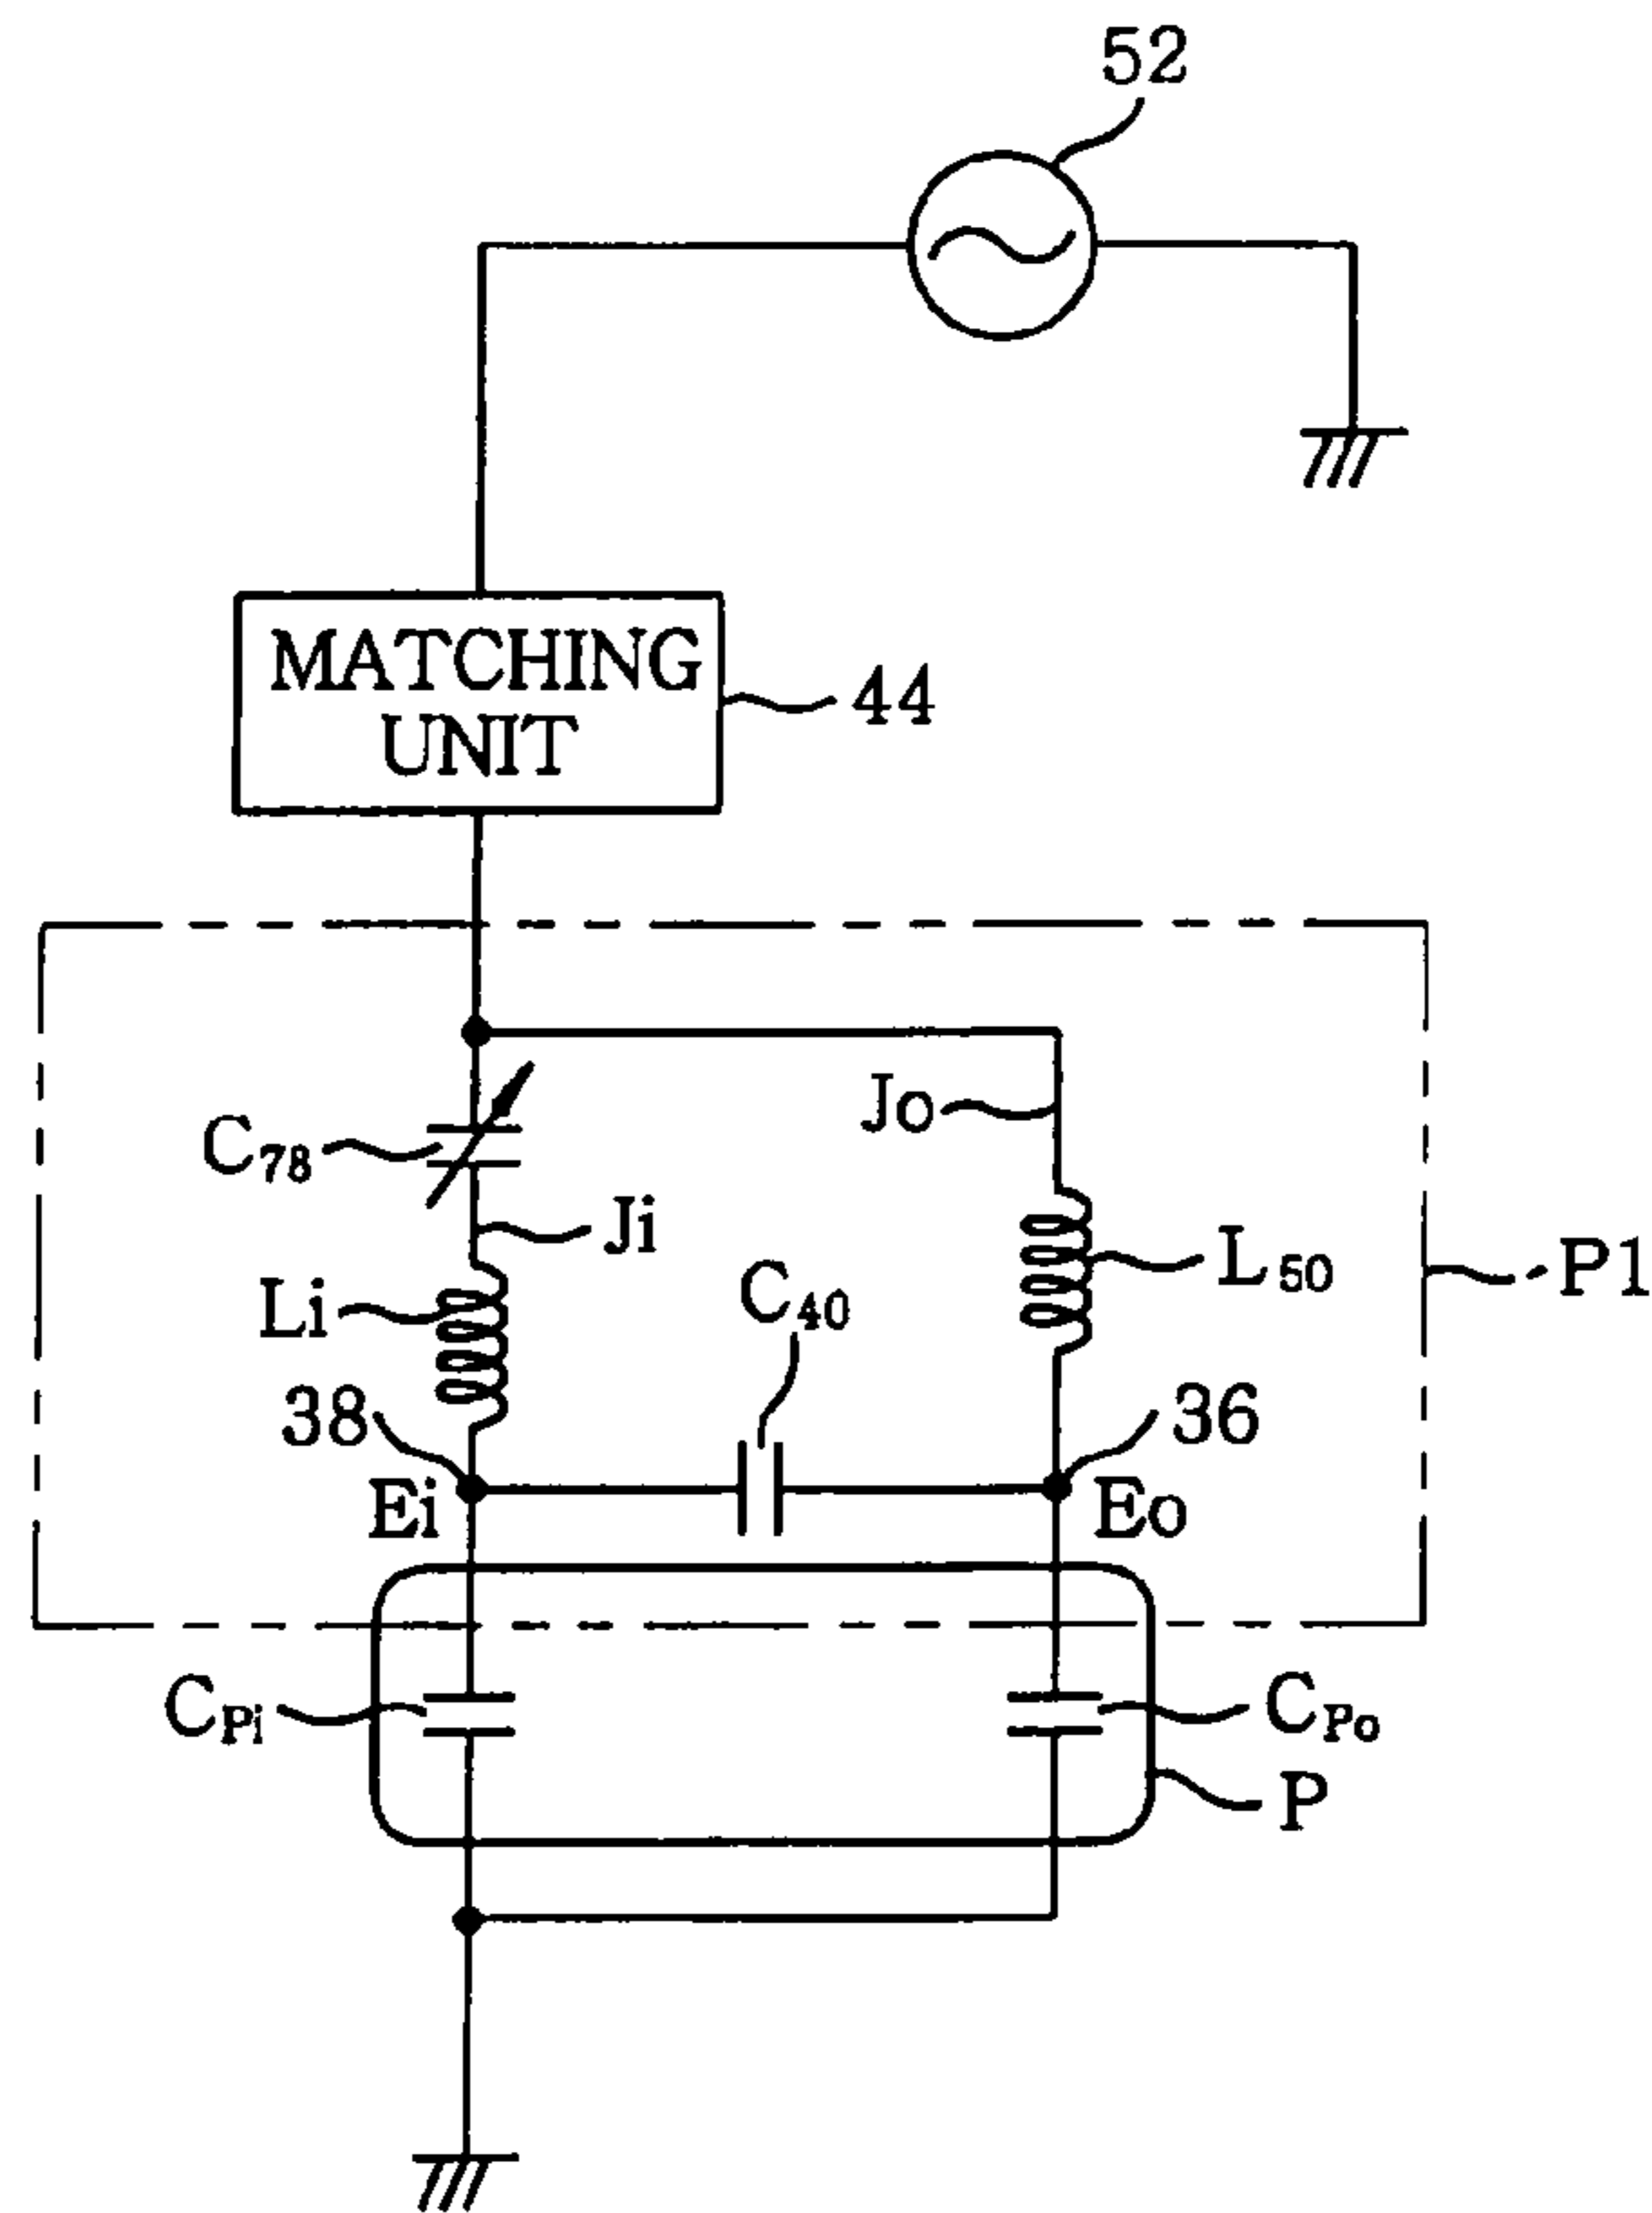 52
MATCHING
UNIT
44
Jo
C78
Ji
L50
P1
Li
C40
38
36
Ei
Eo
CPi
CPo
P